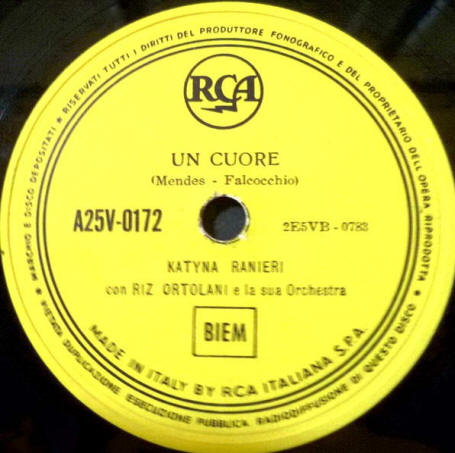 RISERVATI TUTTI I DIRITTI DEL PRODUTTORE FONOGRAFICO E DEL PROPRIETARIO DELL'OPERA RIPRODOTTA ★
RCA
UN CUORE
(Mendes - Falcocchio)
A25V-0172
2E5VB-0783
KATYNA RANIERI
con RIZ ORTOLANI e la sua Orchestra
BIEM
MADE IN ITALY BY RCA ITALIANA S.P.A.
★ MARCHIO E DISCO DEPOSITATI ★
VIETATA DUPLICAZIONE ESECUZIONE PUBBLICA RADIODIFFUSIONE DI QUESTO DISCO